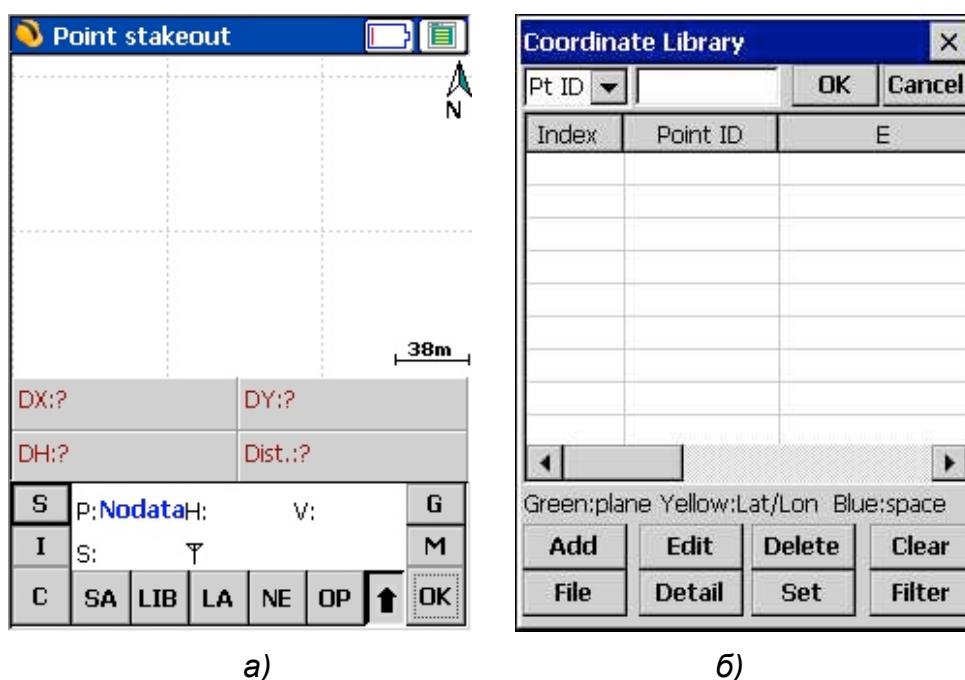 Point stakeout
N
38m
DX:? DY:?
DH:? Dist.:?
S P:NodataH: V: G
I S: M
C SA LIB LA NE OP OK
а)
Coordinate Library
Pt ID OK Cancel
Index Point ID E
Green:plane Yellow:Lat/Lon Blue:space
Add Edit Delete Clear
File Detail Set Filter
б)